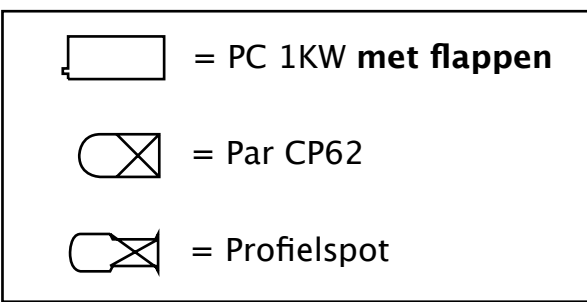 = PC 1KW met flappen
= Par CP62
= Profielspot